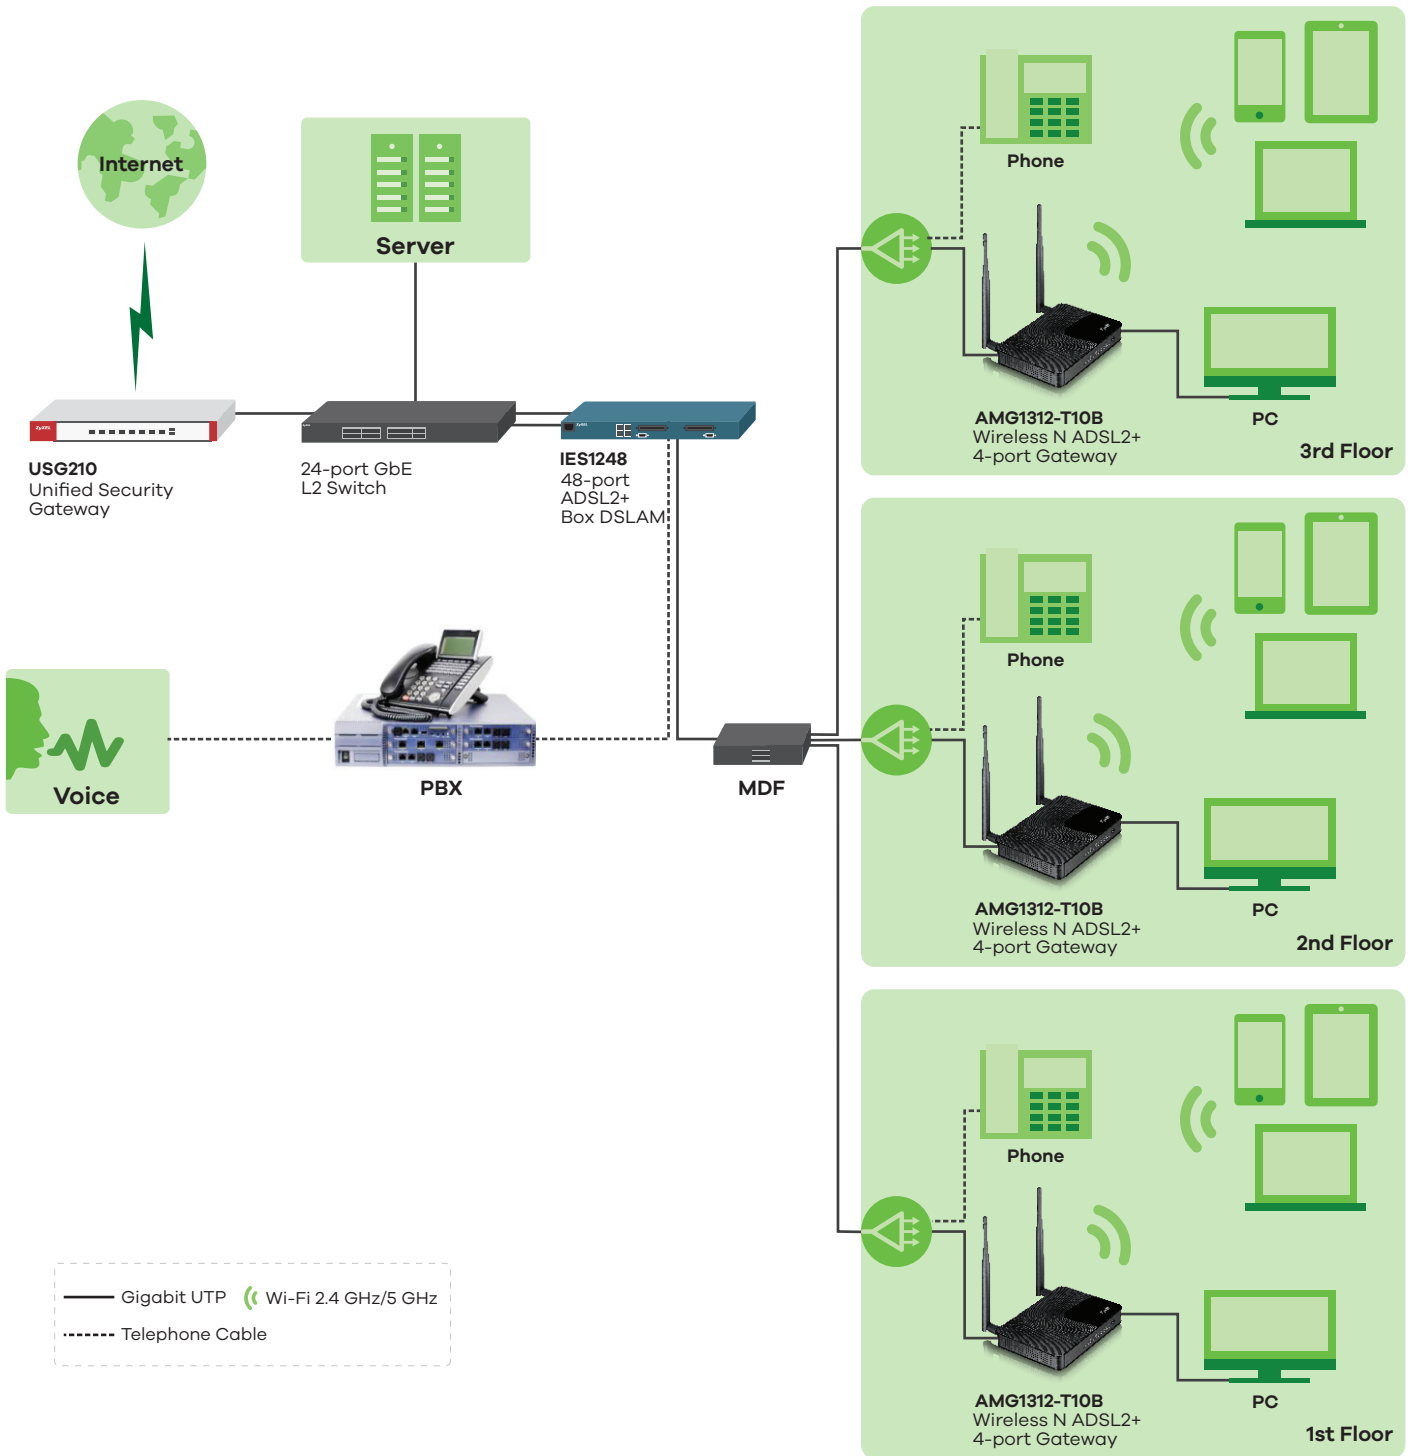 Internet
Server
ZyXEL
USG210
Unified Security
Gateway
24-port GbE
L2 Switch
ZyXEL
IES1248
48-port
ADSL2+
Box DSLAM
Voice
PBX
MDF
Phone
AMG1312-T10B
Wireless N ADSL2+
4-port Gateway
PC
3rd Floor
Phone
AMG1312-T10B
Wireless N ADSL2+
4-port Gateway
PC
2nd Floor
Phone
AMG1312-T10B
Wireless N ADSL2+
4-port Gateway
PC
1st Floor
Gigabit UTP
Wi-Fi 2.4 GHz/5 GHz
Telephone Cable